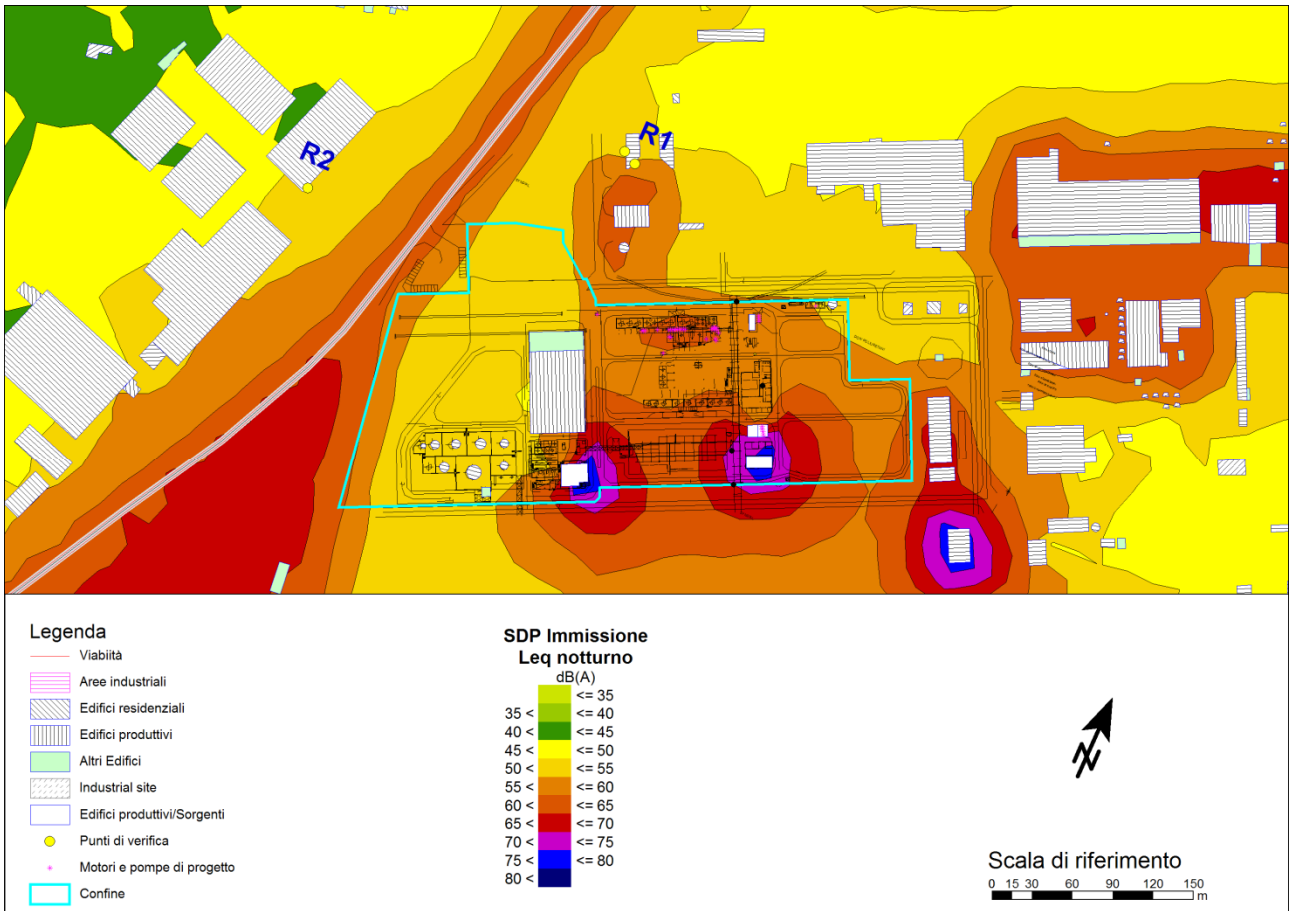 R1
R2
Legenda
Viabiità
Aree industriali
Edifici residenziali
Edifici produttivi
Altri Edifici
Industrial site
Edifici produttivi/Sorgenti
Punti di verifica
Motori e pompe di progetto
Confine
SDP Immissione
Leq notturno
dB(A)
<= 35
35 < <= 40
40 < <= 45
45 < <= 50
50 < <= 55
55 < <= 60
60 < <= 65
65 < <= 70
70 < <= 75
75 < <= 80
80 <
N
Scala di riferimento
0 15 30 60 90 120 150
m